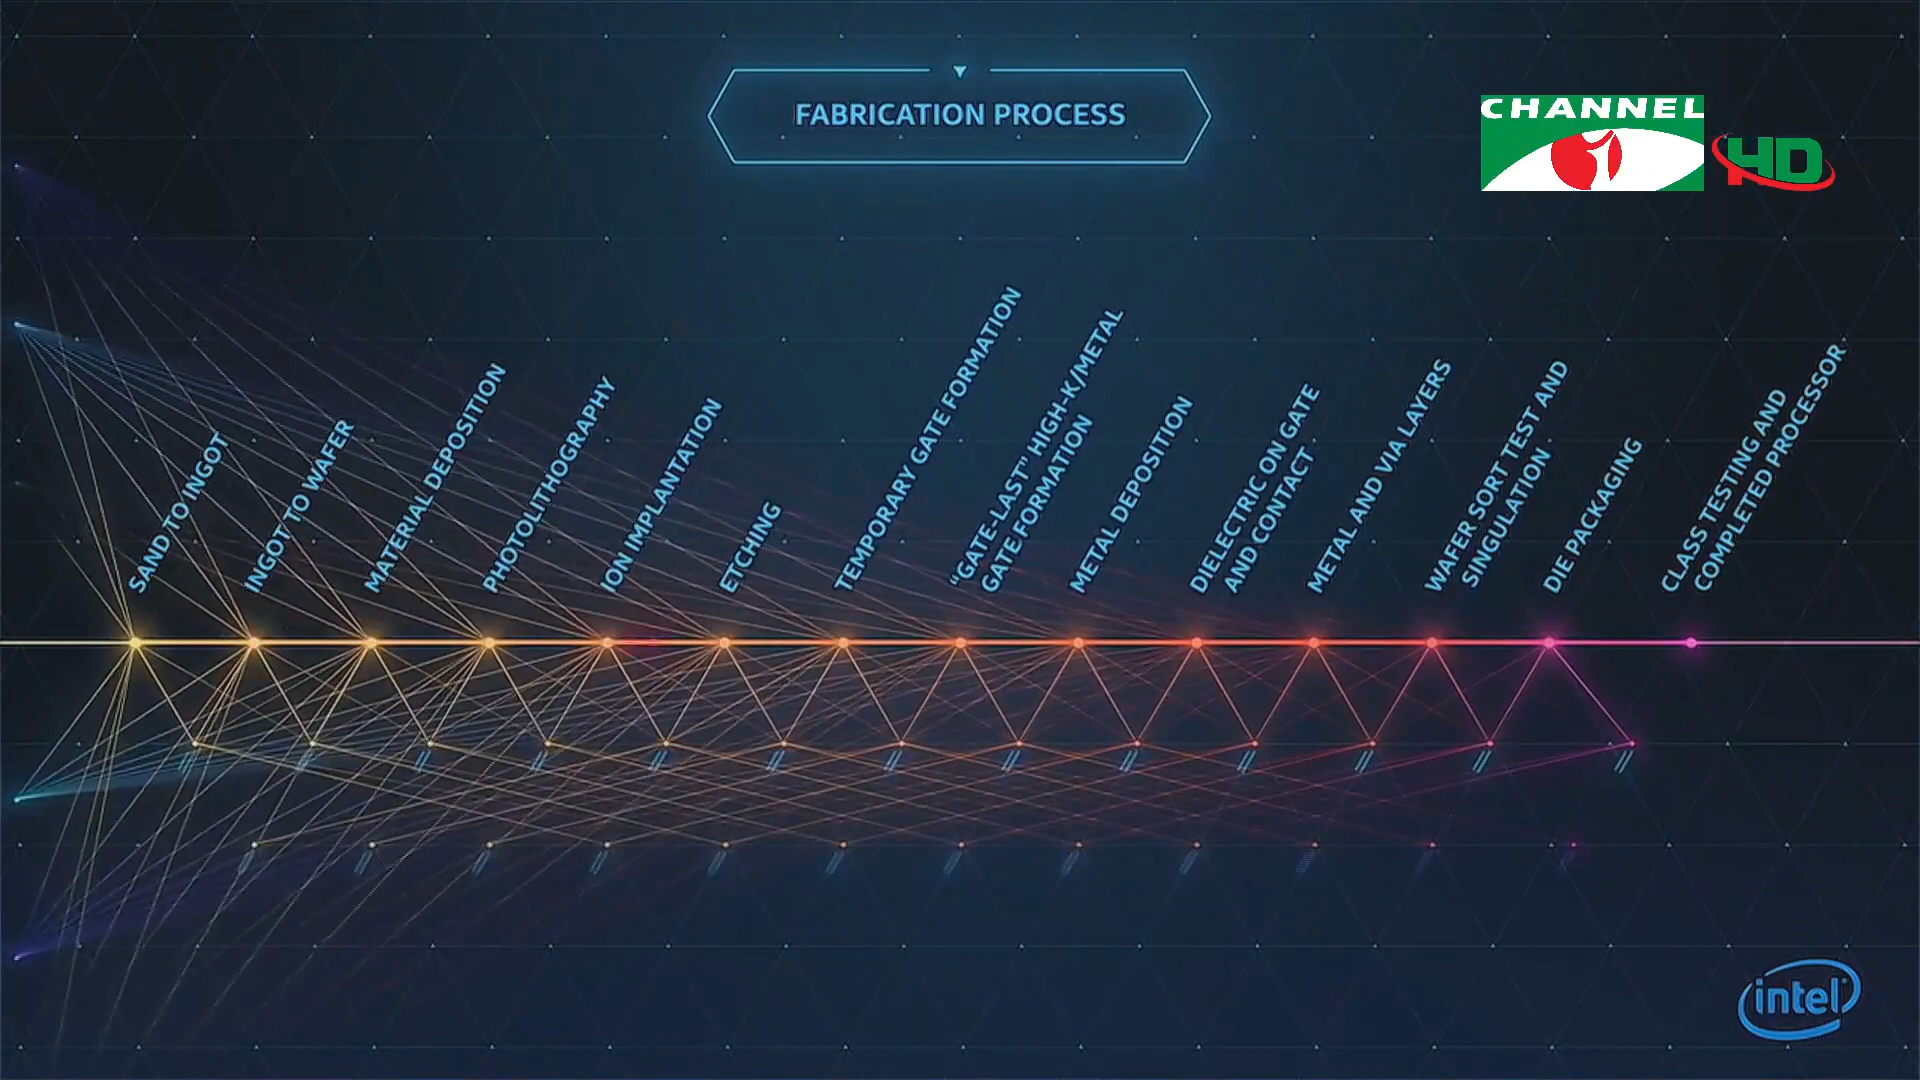 FABRICATION PROCESS
CHANNEL
i HD
SAND TO INGOT
INGOT TO WAFER
MATERIAL DEPOSITION
PHOTOLITHOGRAPHY
ION IMPLANTATION
ETCHING
TEMPORARY GATE FORMATION
"GATE-LAST" HIGH-K/METAL
GATE FORMATION
METAL DEPOSITION
DIELECTRIC ON GATE
AND CONTACT
METAL AND VIA LAYERS
WAFER SORT TEST AND
SINGULATION
DIE PACKAGING
CLASS TESTING AND
COMPLETED PROCESSOR
intel